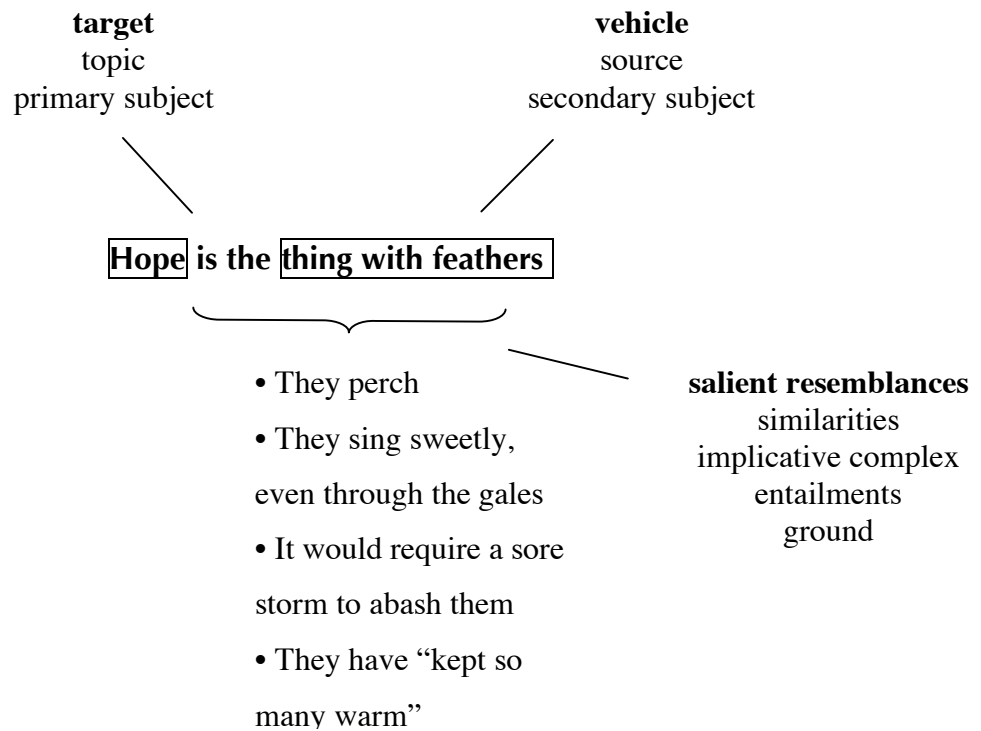 target
topic
primary subject
vehicle
source
secondary subject
Hope is the thing with feathers
• They perch
• They sing sweetly,
even through the gales
• It would require a sore
storm to abash them
• They have “kept so
many warm”
salient resemblances
similarities
implicative complex
entailments
ground